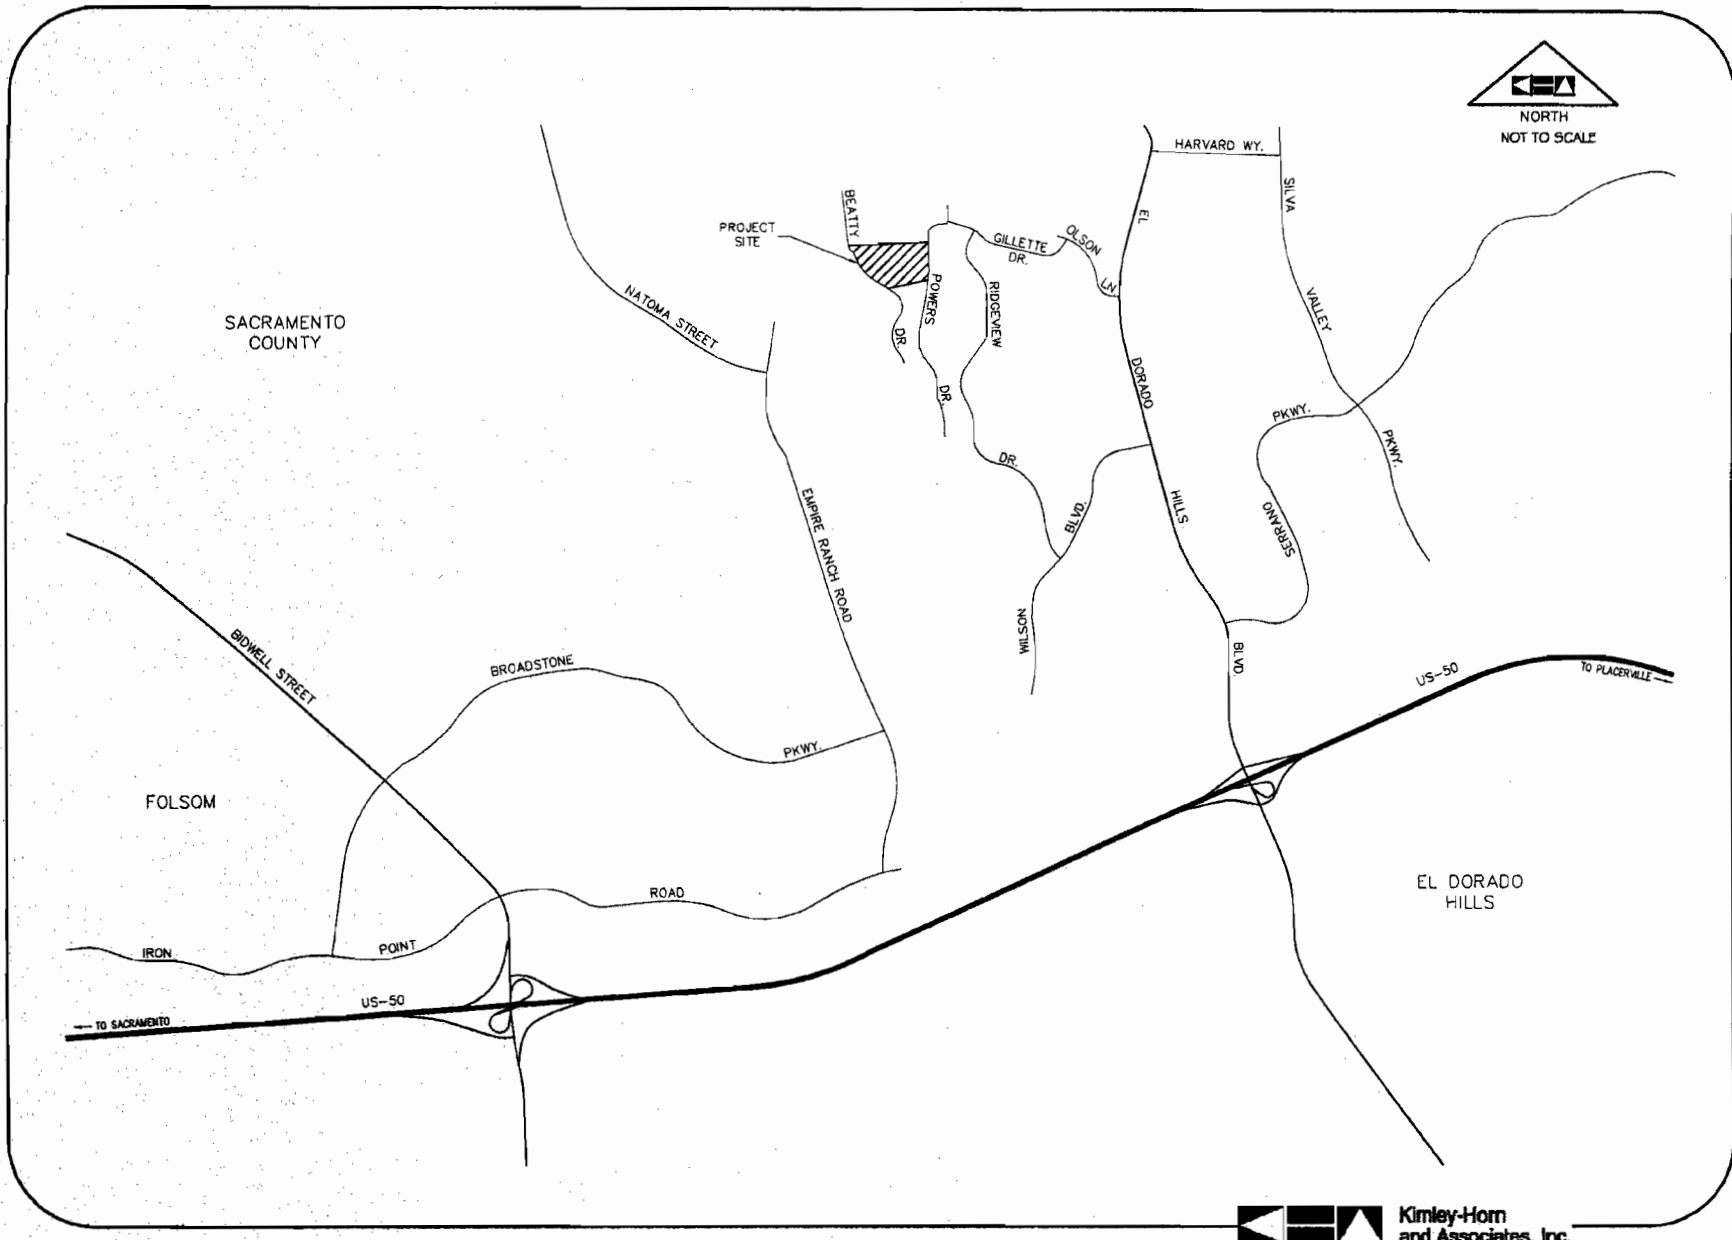 NORTH
NOT TO SCALE
HARVARD WY.
SILVA
VALLEY
PKWY.
EL
DORADO
HILLS
BLVD.
BEATTY
DR.
PROJECT
SITE
POWERS
DR.
GILLETTE
DR.
OLSON
LN.
RIDGEVIEW
DR.
NATOMA STREET
SACRAMENTO
COUNTY
PKWY.
SERRANO
BLVD.
WILSON
EMPIRE RANCH ROAD
BIDWELL STREET
BROADSTONE
PKWY.
US-50
TO PLACERVILLE
FOLSOM
EL DORADO
HILLS
ROAD
IRON
POINT
US-50
TO SACRAMENTO
Kimley-Horn
and Associates, Inc.